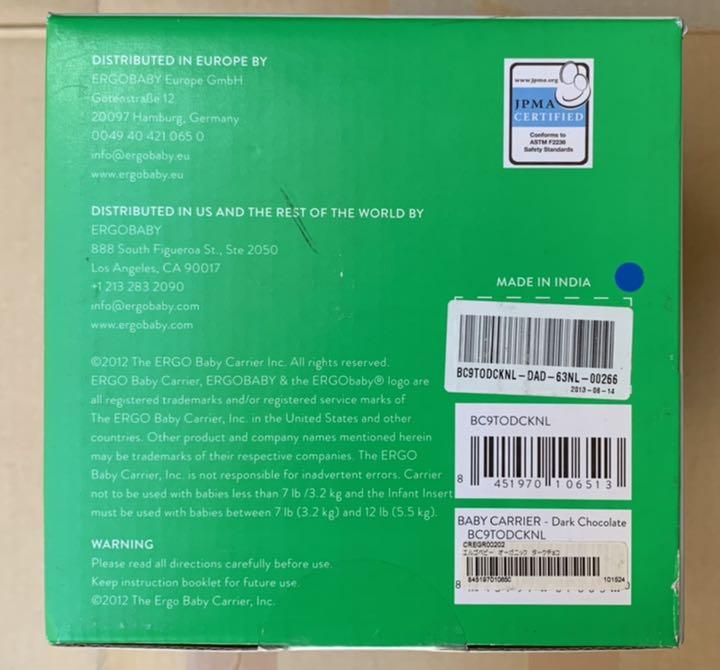 DISTRIBUTED IN EUROPE BY
ERGOBABY Europe GmbH
Gotenstraße 12
20097 Hamburg, Germany
0049 40 421 065 0
info@ergobaby.eu
www.ergobaby.eu
www.jpma.org
JPMA
CERTIFIED
Conforms to
ASTM F2236
Safety Standards
DISTRIBUTED IN US AND THE REST OF THE WORLD BY
ERGOBABY
888 South Figueroa St., Ste 2050
Los Angeles, CA 90017
+1 213 283 2090
info@ergobaby.com
www.ergobaby.com
MADE IN INDIA
BC9TODCKNL-DAD-63NL-00266
2013-06-14
©2012 The ERGO Baby Carrier Inc. All rights reserved.
ERGO Baby Carrier, ERGOBABY & the ERGObaby® logo are
all registered trademarks and/or registered service marks of
The ERGO Baby Carrier, Inc. in the United States and other
countries. Other product and company names mentioned herein
may be trademarks of their respective companies. The ERGO
Baby Carrier, Inc. is not responsible for inadvertent errors. Carrier
not to be used with babies less than 7 lb /3.2 kg and the Infant Insert
must be used with babies between 7 lb (3.2 kg) and 12 lb (5.5 kg).
BC9TODCKNL
8 451970 106513
WARNING
Please read all directions carefully before use.
Keep instruction booklet for future use.
©2012 The Ergo Baby Carrier, Inc.
BABY CARRIER - Dark Chocolate
BC9TODCKNL
CREGR00202
エルゴベビー オーガニック ダークチョコ
845197010650 101524
8